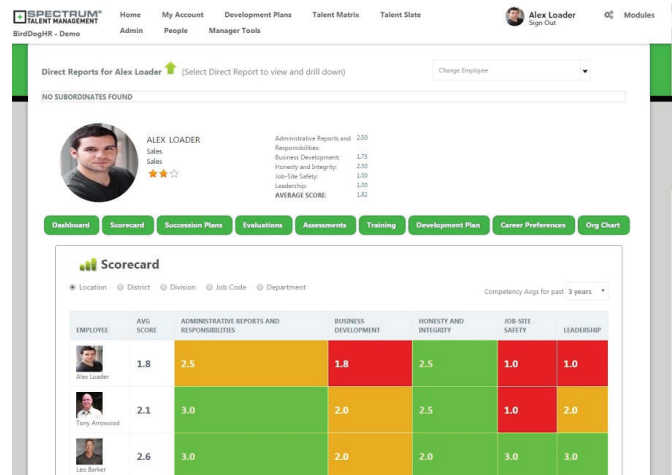 SPECTRUM®
TALENT MANAGEMENT
BirdDogHR - Demo
Home My Account Development Plans Talent Matrix Talent Slate
Admin People Manager Tools
Alex Loader
Sign Out
Modules
Direct Reports for Alex Loader (Select Direct Report to view and drill down)
Change Employee
NO SUBORDINATES FOUND
ALEX LOADER
Sales
Sales
Administrative Reports and Responsibilities: 2.50
Business Development: 1.75
Honesty and Integrity: 2.50
Job-Site Safety: 1.00
Leadership: 1.00
AVERAGE SCORE: 1.82
Dashboard Scorecard Succession Plans Evaluations Assessments Training Development Plan Career Preferences Org Chart
Scorecard
Location District Division Job Code Department
Competency Avgs for past 3 years
EMPLOYEE AVG SCORE ADMINISTRATIVE REPORTS AND RESPONSIBILITIES BUSINESS DEVELOPMENT HONESTY AND INTEGRITY JOB-SITE SAFETY LEADERSHIP
Alex Loader 1.8 2.5 1.8 2.5 1.0 1.0
Tony Arrowood 2.1 3.0 2.0 2.5 1.0 2.0
Leo Barker 2.6 3.0 2.0 2.0 3.0 3.0